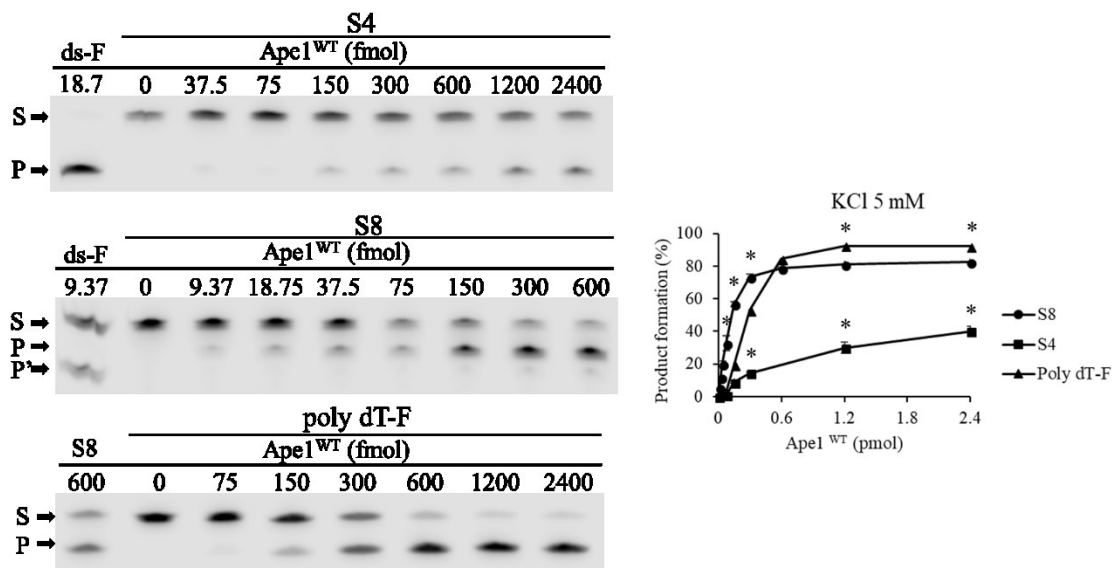 S4
ds-F Ape1WT (fmol)
18.7 0 37.5 75 150 300 600 1200 2400
S
P
S8
ds-F Ape1WT (fmol)
9.37 0 9.37 18.75 37.5 75 150 300 600
S
P
P'
poly dT-F
S8 Ape1WT (fmol)
600 0 75 150 300 600 1200 2400
S
P
KCl 5 mM
Product formation (%)
100
80
60
40
20
0
* * * * * * * *
0 0.6 1.2 1.8 2.4
Ape1 WT (pmol)
S8
S4
Poly dT-F